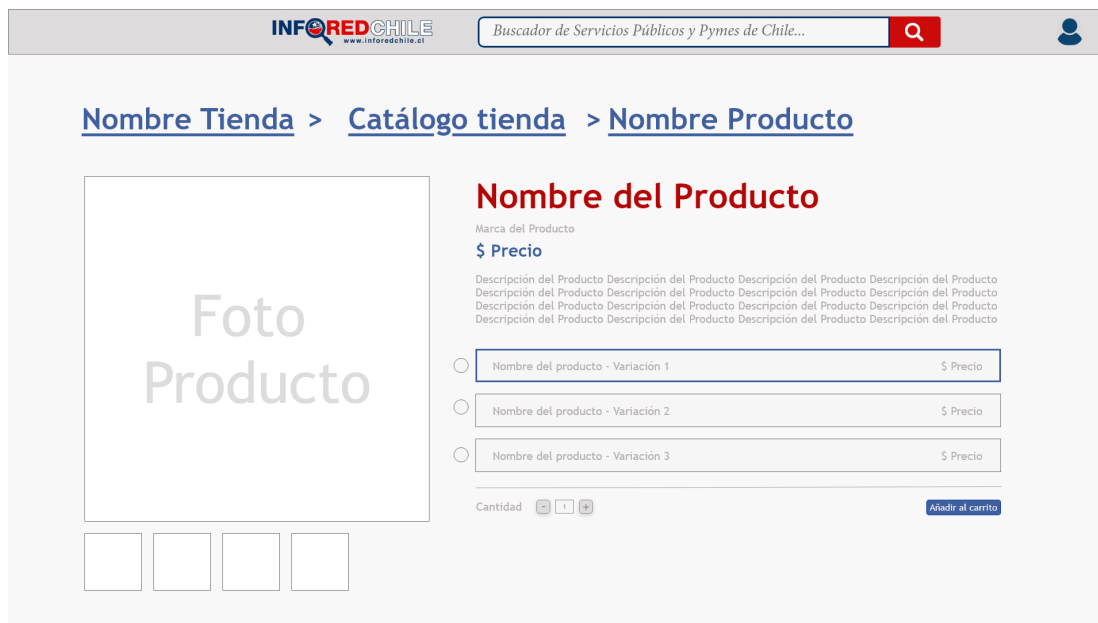 INFOREDCHILE
www.inforedchile.cl
Buscador de Servicios Públicos y Pymes de Chile...
Nombre Tienda > Catálogo tienda > Nombre Producto
Foto
Producto
Nombre del Producto
Marca del Producto
$ Precio
Descripción del Producto Descripción del Producto Descripción del Producto Descripción del Producto
Descripción del Producto Descripción del Producto Descripción del Producto Descripción del Producto
Descripción del Producto Descripción del Producto Descripción del Producto Descripción del Producto
Descripción del Producto Descripción del Producto Descripción del Producto Descripción del Producto
Nombre del producto - Variación 1 $ Precio
Nombre del producto - Variación 2 $ Precio
Nombre del producto - Variación 3 $ Precio
Cantidad - 1 + Añadir al carrito